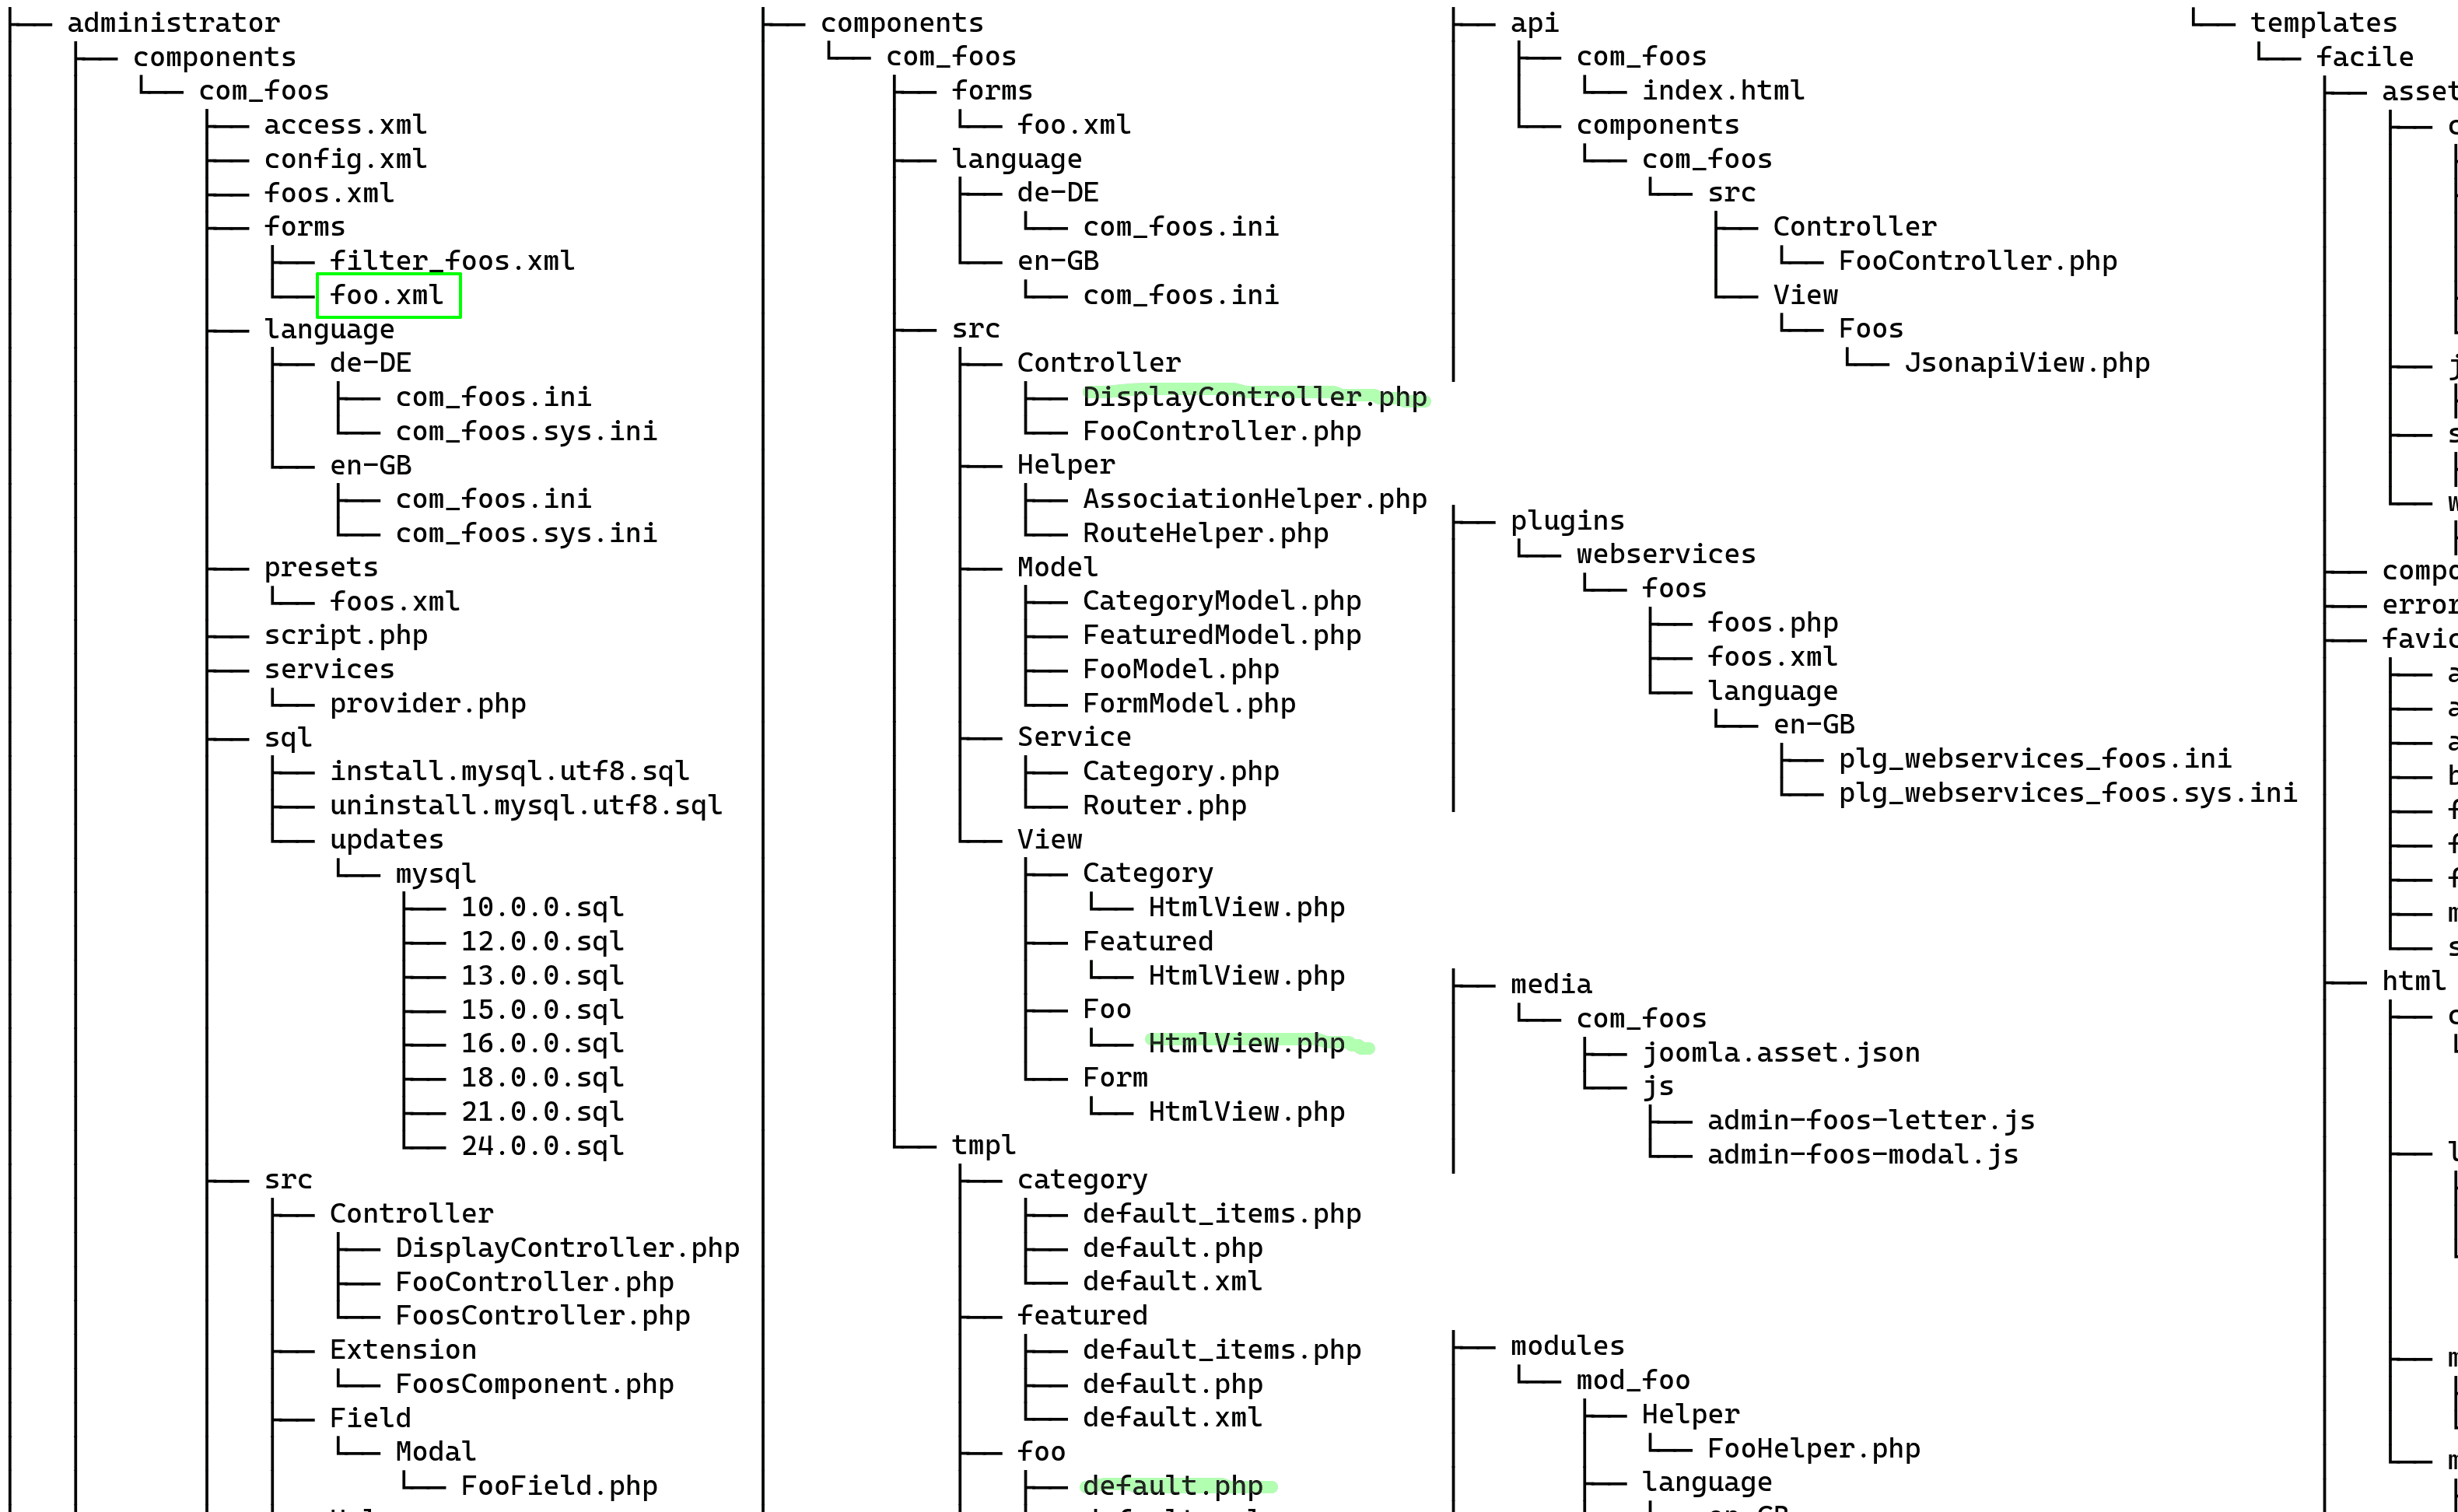 administrator
components
com_foos
access.xml
config.xml
foos.xml
forms
filter_foos.xml
foo.xml
language
de-DE
com_foos.ini
com_foos.sys.ini
en-GB
com_foos.ini
com_foos.sys.ini
presets
foos.xml
script.php
services
provider.php
sql
install.mysql.utf8.sql
uninstall.mysql.utf8.sql
updates
mysql
10.0.0.sql
12.0.0.sql
13.0.0.sql
15.0.0.sql
16.0.0.sql
18.0.0.sql
21.0.0.sql
24.0.0.sql
src
Controller
DisplayController.php
FooController.php
FoosController.php
Extension
FoosComponent.php
Field
Modal
FooField.php
components
com_foos
forms
foo.xml
language
de-DE
com_foos.ini
en-GB
com_foos.ini
src
Controller
DisplayController.php
FooController.php
Helper
AssociationHelper.php
RouteHelper.php
Model
CategoryModel.php
FeaturedModel.php
FooModel.php
FormModel.php
Service
Category.php
Router.php
View
Category
HtmlView.php
Featured
HtmlView.php
Foo
HtmlView.php
Form
HtmlView.php
tmpl
category
default_items.php
default.php
default.xml
featured
default_items.php
default.php
default.xml
foo
default.php
api
com_foos
index.html
components
com_foos
src
Controller
FooController.php
View
Foos
JsonapiView.php
plugins
webservices
foos
foos.php
foos.xml
language
en-GB
plg_webservices_foos.ini
plg_webservices_foos.sys.ini
media
com_foos
joomla.asset.json
js
admin-foos-letter.js
admin-foos-modal.js
modules
mod_foo
Helper
FooHelper.php
language
en-GB
templates
facile
asset
compo
error
favic
html